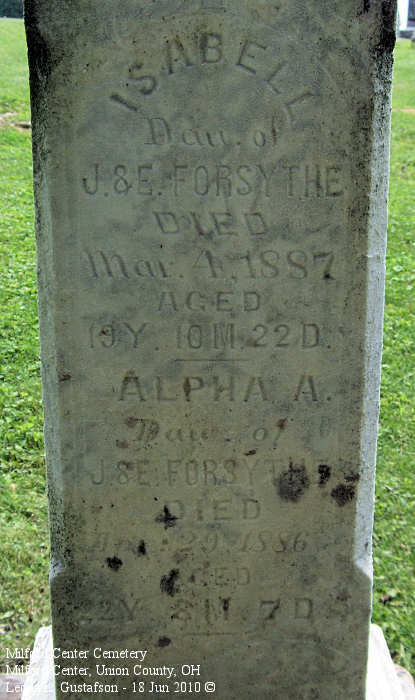 ISABELL
Dau. of
J. & E. FORSYTHE
DIED
Mar. 4, 1887
AGED
19Y. 10M. 22D.
ALPHA A.
Dau. of
J. & E. FORSYTHE
DIED
29, 1886
AGED
22Y. 8M. 7D.
Milford Center Cemetery
Milford Center, Union County, OH
Gustafson - 18 Jun 2010 ©